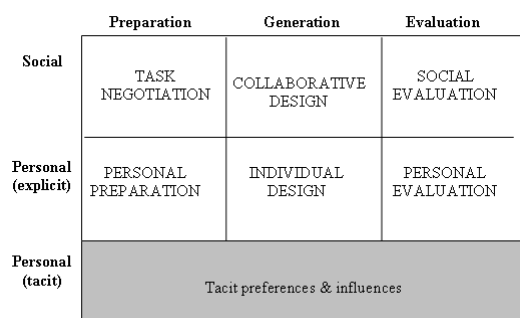 Preparation Generation Evaluation
Social
TASK NEGOTIATION
COLLABORATIVE DESIGN
SOCIAL EVALUATION
Personal (explicit)
PERSONAL PREPARATION
INDIVIDUAL DESIGN
PERSONAL EVALUATION
Personal (tacit)
Tacit preferences & influences